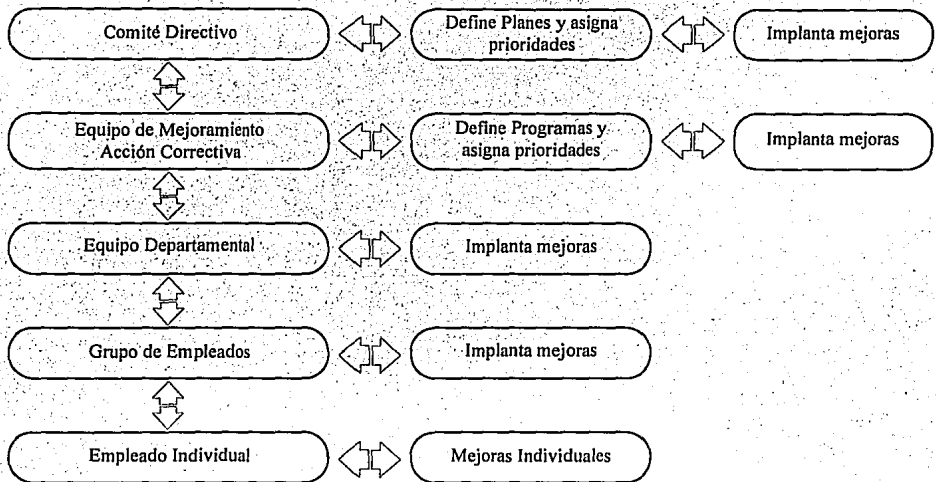 Comité Directivo
Define Planes y asigna
prioridades
Implanta mejoras
Equipo de Mejoramiento
Acción Correctiva
Define Programas y
asigna prioridades
Implanta mejoras
Equipo Departamental
Implanta mejoras
Grupo de Empleados
Implanta mejoras
Empleado Individual
Mejoras Individuales